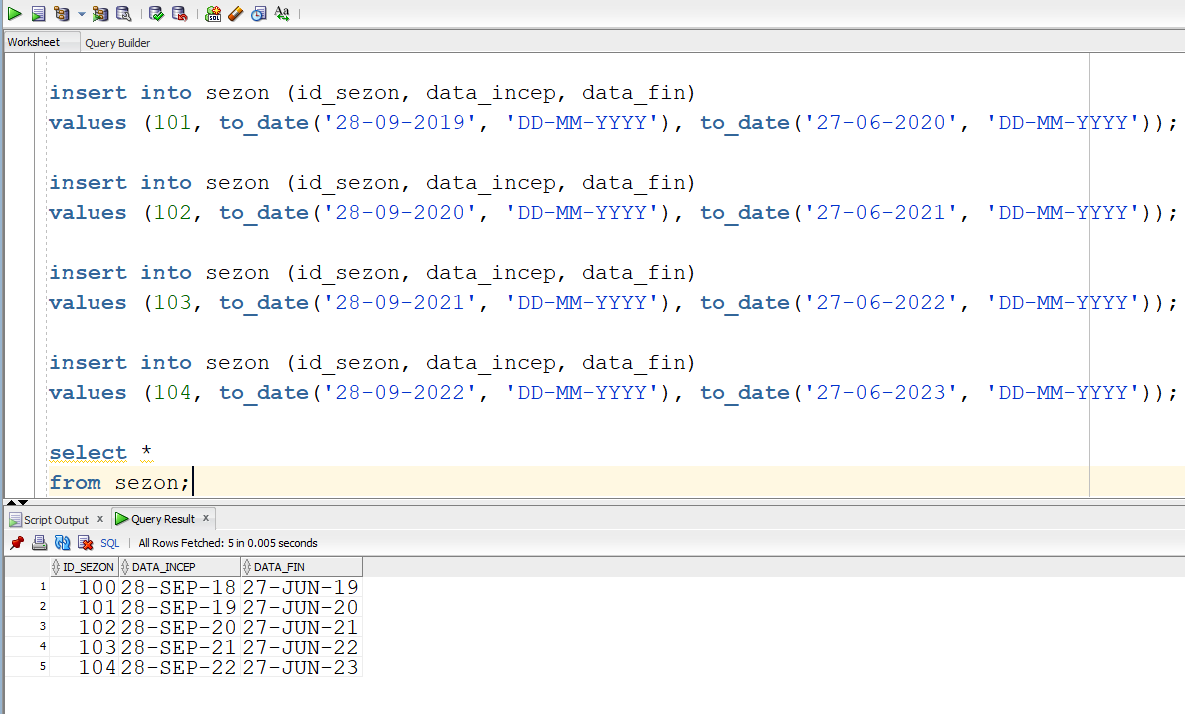 SQL
Aa
Worksheet Query Builder
insert into sezon (id_sezon, data_incep, data_fin)
values (101, to_date('28-09-2019', 'DD-MM-YYYY'), to_date('27-06-2020', 'DD-MM-YYYY'));
insert into sezon (id_sezon, data_incep, data_fin)
values (102, to_date('28-09-2020', 'DD-MM-YYYY'), to_date('27-06-2021', 'DD-MM-YYYY'));
insert into sezon (id_sezon, data_incep, data_fin)
values (103, to_date('28-09-2021', 'DD-MM-YYYY'), to_date('27-06-2022', 'DD-MM-YYYY'));
insert into sezon (id_sezon, data_incep, data_fin)
values (104, to_date('28-09-2022', 'DD-MM-YYYY'), to_date('27-06-2023', 'DD-MM-YYYY'));
select *
from sezon;
Script Output x Query Result x
SQL | All Rows Fetched: 5 in 0.005 seconds
ID_SEZON DATA_INCEP DATA_FIN
1 100 28-SEP-18 27-JUN-19
2 101 28-SEP-19 27-JUN-20
3 102 28-SEP-20 27-JUN-21
4 103 28-SEP-21 27-JUN-22
5 104 28-SEP-22 27-JUN-23